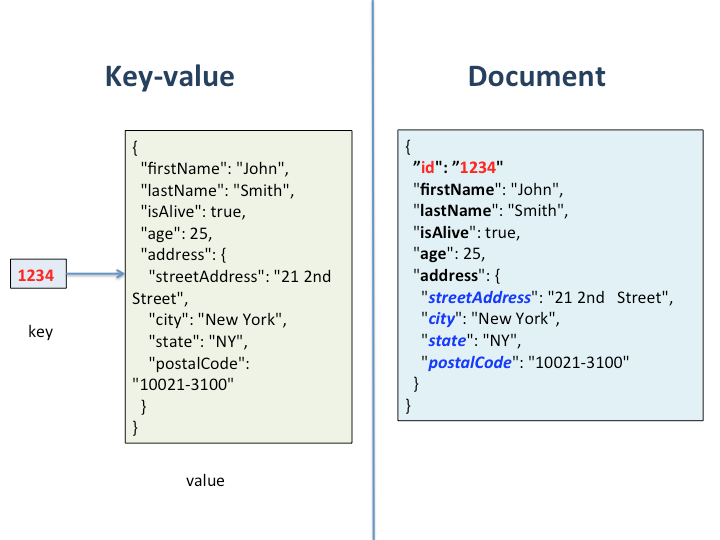 Key-value
{
"firstName": "John",
"lastName": "Smith",
"isAlive": true,
"age": 25,
"address": {
"streetAddress": "21 2nd
Street",
"city": "New York",
"state": "NY",
"postalCode":
"10021-3100"
}
}
1234
key
value
Document
{
”id": ”1234"
"firstName": "John",
"lastName": "Smith",
"isAlive": true,
"age": 25,
"address": {
"streetAddress": "21 2nd   Street",
"city": "New York",
"state": "NY",
"postalCode": "10021-3100"
}
}